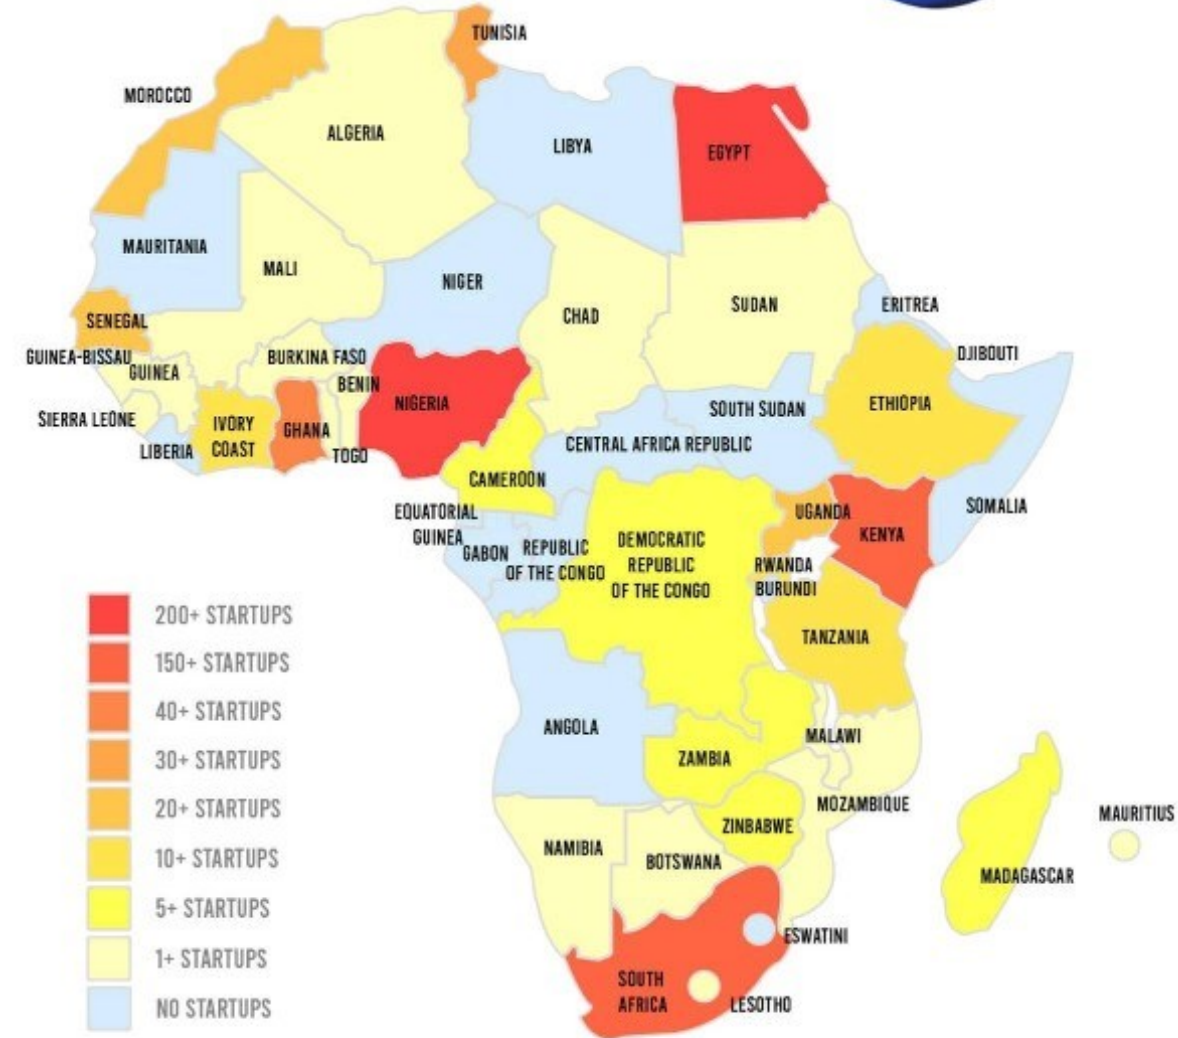 TUNISIA
MOROCCO
ALGERIA
LIBYA
EGYPT
MAURITANIA
MALI
NIGER
CHAD
SUDAN
ERITREA
SENEGAL
GUINEA-BISSAU
GUINEA
BURKINA FASO
DJIBOUTI
BENIN
NIGERIA
SOUTH SUDAN
ETHIOPIA
SIERRA LEONE
IVORY
COAST
GHANA
LIBERIA
TOGO
CENTRAL AFRICA REPUBLIC
CAMEROON
SOMALIA
EQUATORIAL
GUINEA
UGANDA
KENYA
GABON
REPUBLIC
OF THE CONGO
DEMOCRATIC
REPUBLIC
OF THE CONGO
RWANDA
BURUNDI
TANZANIA
200+ STARTUPS
150+ STARTUPS
40+ STARTUPS
30+ STARTUPS
20+ STARTUPS
10+ STARTUPS
5+ STARTUPS
1+ STARTUPS
NO STARTUPS
ANGOLA
MALAWI
ZAMBIA
MOZAMBIQUE
MAURITIUS
ZINBABWE
NAMIBIA
BOTSWANA
MADAGASCAR
ESWATINI
SOUTH
AFRICA
LESOTHO